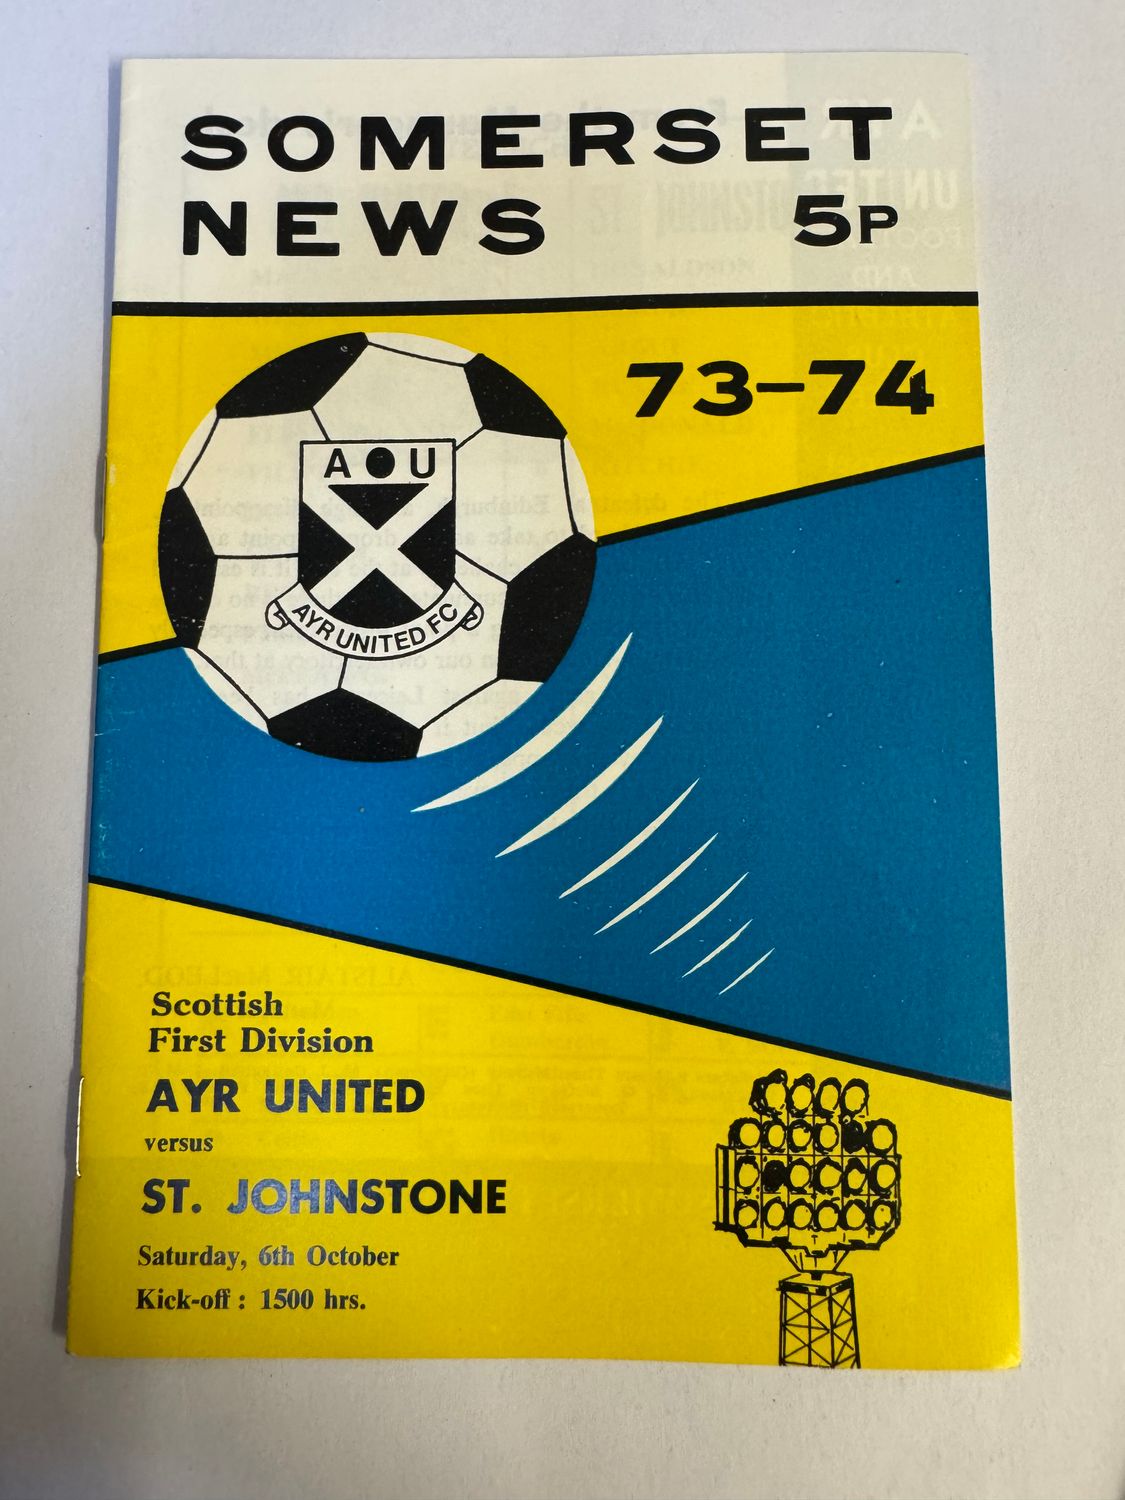 SOMERSET
NEWS 5P
73-74
A U
AYR UNITED FC
Scottish
First Division
AYR UNITED
versus
ST. JOHNSTONE
Saturday, 6th October
Kick-off : 1500 hrs.